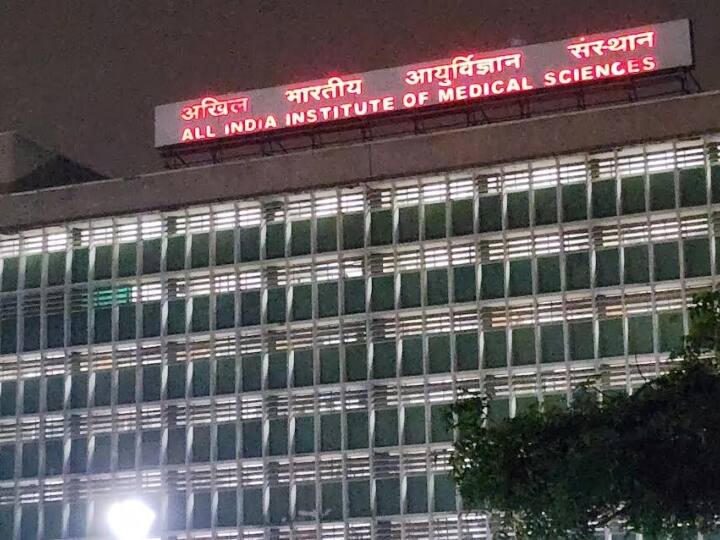 अखिल भारतीय आयुर्विज्ञान संस्थान
ALL INDIA INSTITUTE OF MEDICAL SCIENCES